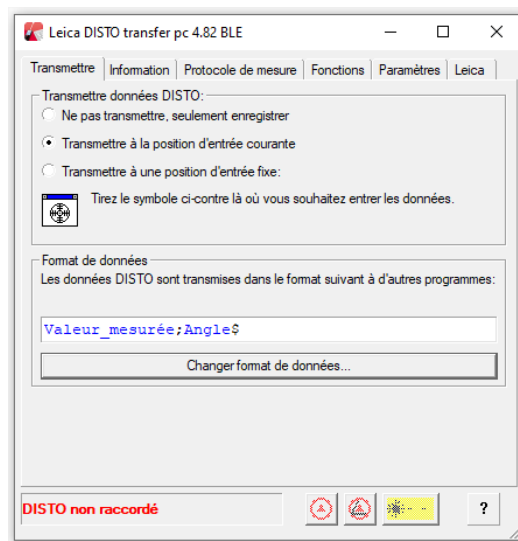 Leica DISTO transfer pc 4.82 BLE
Transmettre Information Protocole de mesure Fonctions Paramètres Leica
Transmettre données DISTO:
Ne pas transmettre, seulement enregistrer
Transmettre à la position d'entrée courante
Transmettre à une position d'entrée fixe:
Tirez le symbole ci-contre là où vous souhaitez entrer les données.
Format de données
Les données DISTO sont transmises dans le format suivant à d'autres programmes:
Valeur_mesurée;Angle$
Changer format de données...
DISTO non raccordé ?